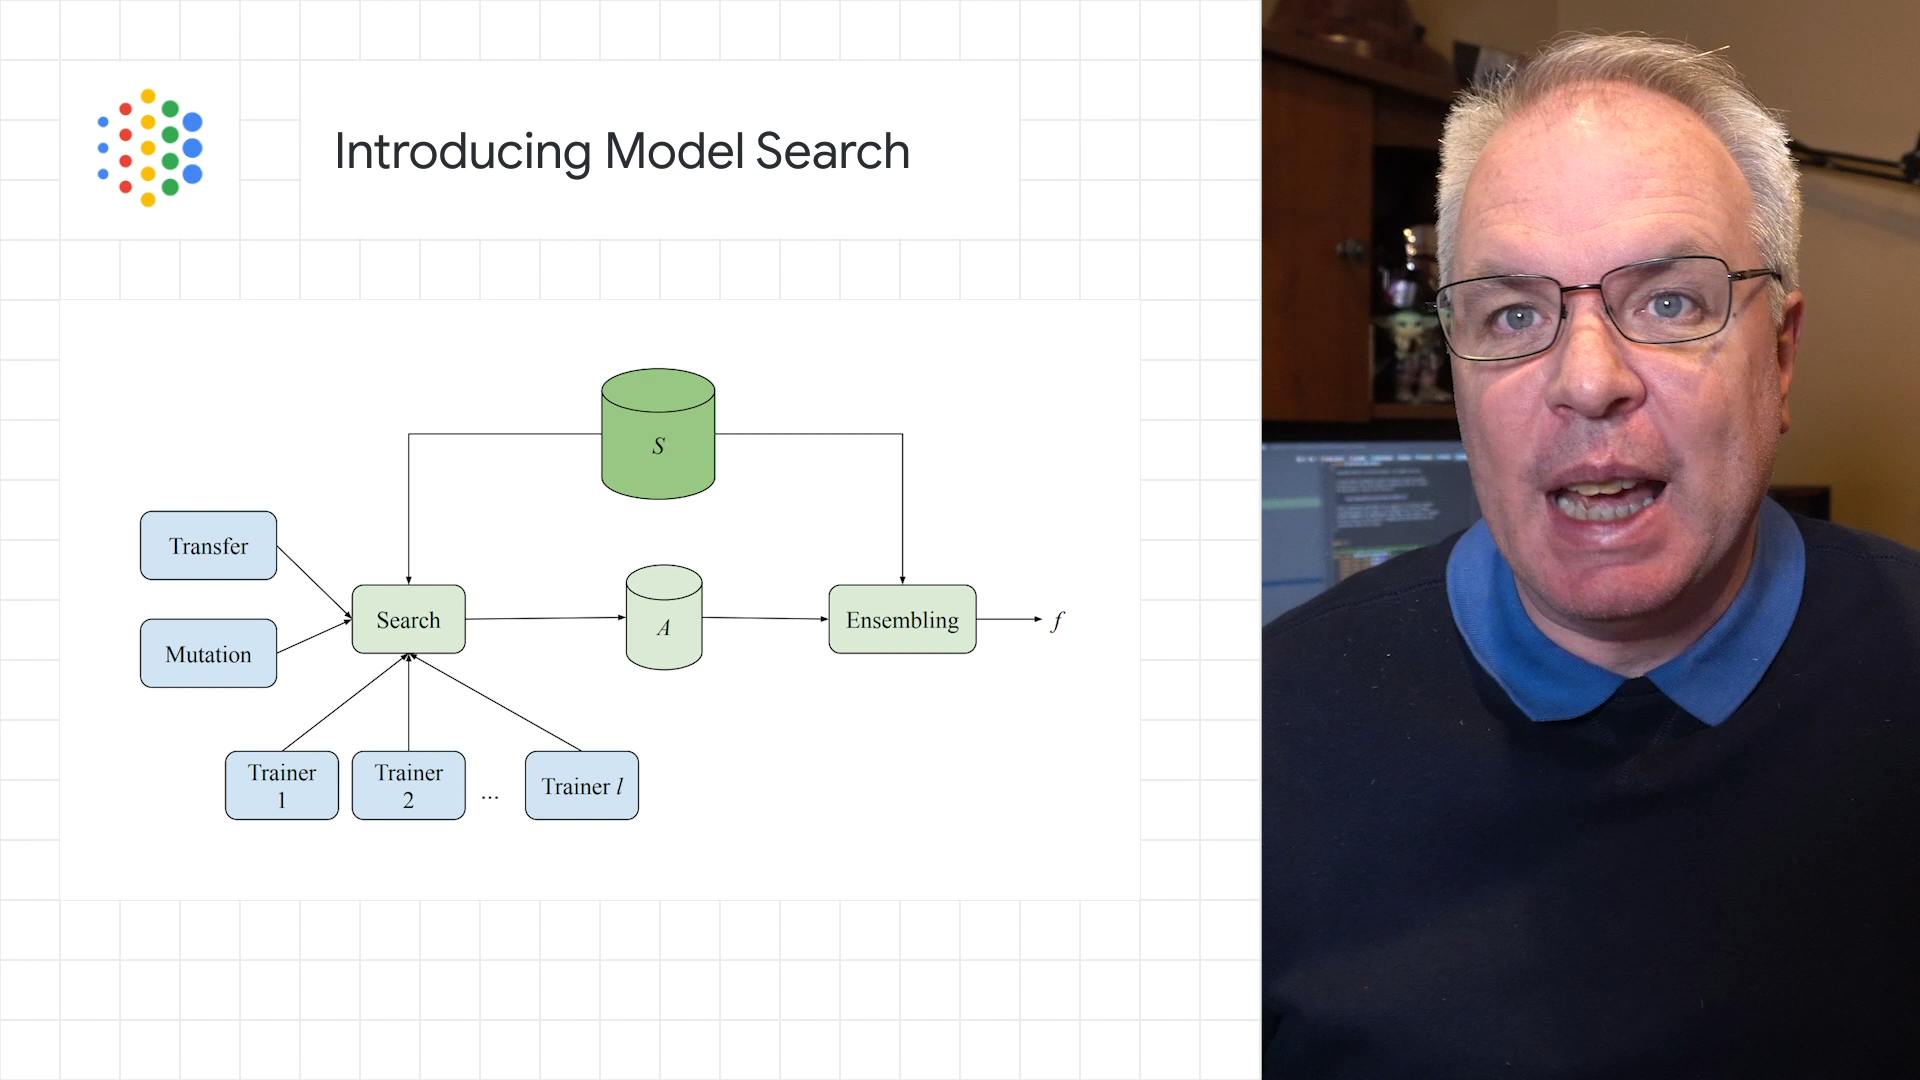 Introducing Model Search
S
Transfer
Search
A
Ensembling
f
Mutation
Trainer
1
Trainer
2
...
Trainer l